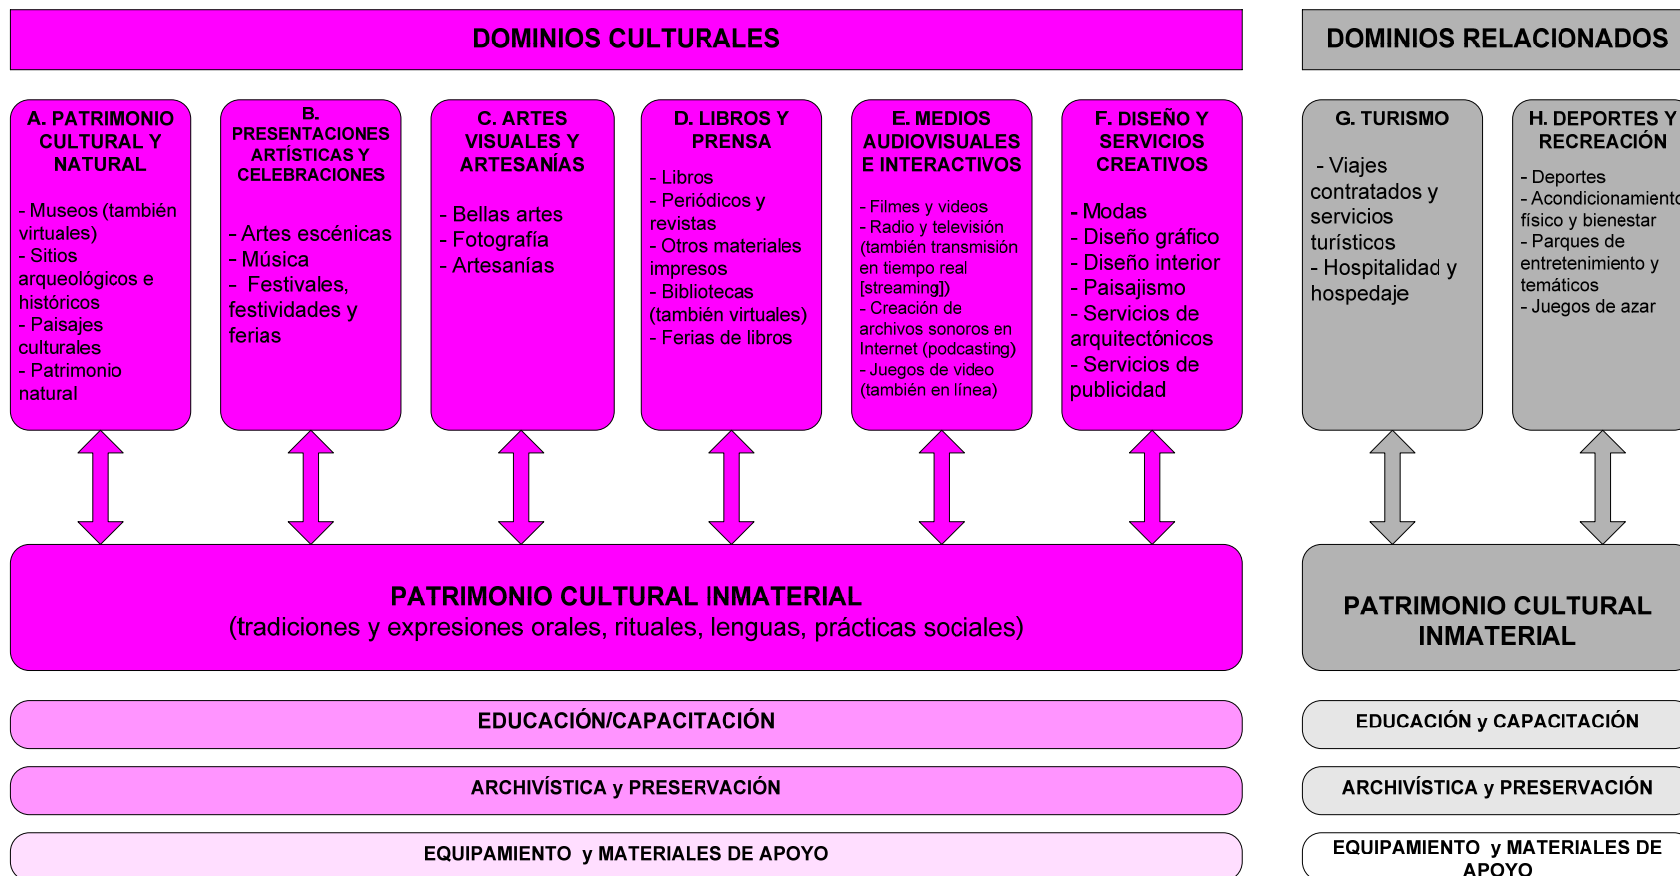 DOMINIOS CULTURALES
DOMINIOS RELACIONADOS
A. PATRIMONIO
CULTURAL Y
NATURAL
- Museos (también
virtuales)
- Sitios
arqueológicos e
históricos
- Paisajes
culturales
- Patrimonio
natural
B.
PRESENTACIONES
ARTÍSTICAS Y
CELEBRACIONES
- Artes escénicas
- Música
- Festivales,
festividades y
ferias
C. ARTES
VISUALES Y
ARTESANÍAS
- Bellas artes
- Fotografía
- Artesanías
D. LIBROS Y
PRENSA
- Libros
- Periódicos y
revistas
- Otros materiales
impresos
- Bibliotecas
(también virtuales)
- Ferias de libros
E. MEDIOS
AUDIOVISUALES
E INTERACTIVOS
- Filmes y videos
- Radio y televisión
(también transmisión
en tiempo real
[streaming])
- Creación de
archivos sonoros en
Internet (podcasting)
- Juegos de video
(también en línea)
F. DISEÑO Y
SERVICIOS
CREATIVOS
- Modas
- Diseño gráfico
- Diseño interior
- Paisajismo
- Servicios de
arquitectónicos
- Servicios de
publicidad
G. TURISMO
- Viajes
contratados y
servicios
turísticos
- Hospitalidad y
hospedaje
H. DEPORTES Y
RECREACIÓN
- Deportes
- Acondicionamiento
físico y bienestar
- Parques de
entretenimiento y
temáticos
- Juegos de azar
PATRIMONIO CULTURAL INMATERIAL
(tradiciones y expresiones orales, rituales, lenguas, prácticas sociales)
PATRIMONIO CULTURAL
INMATERIAL
EDUCACIÓN/CAPACITACIÓN
EDUCACIÓN y CAPACITACIÓN
ARCHIVÍSTICA y PRESERVACIÓN
ARCHIVÍSTICA y PRESERVACIÓN
EQUIPAMIENTO y MATERIALES DE APOYO
EQUIPAMIENTO y MATERIALES DE
APOYO